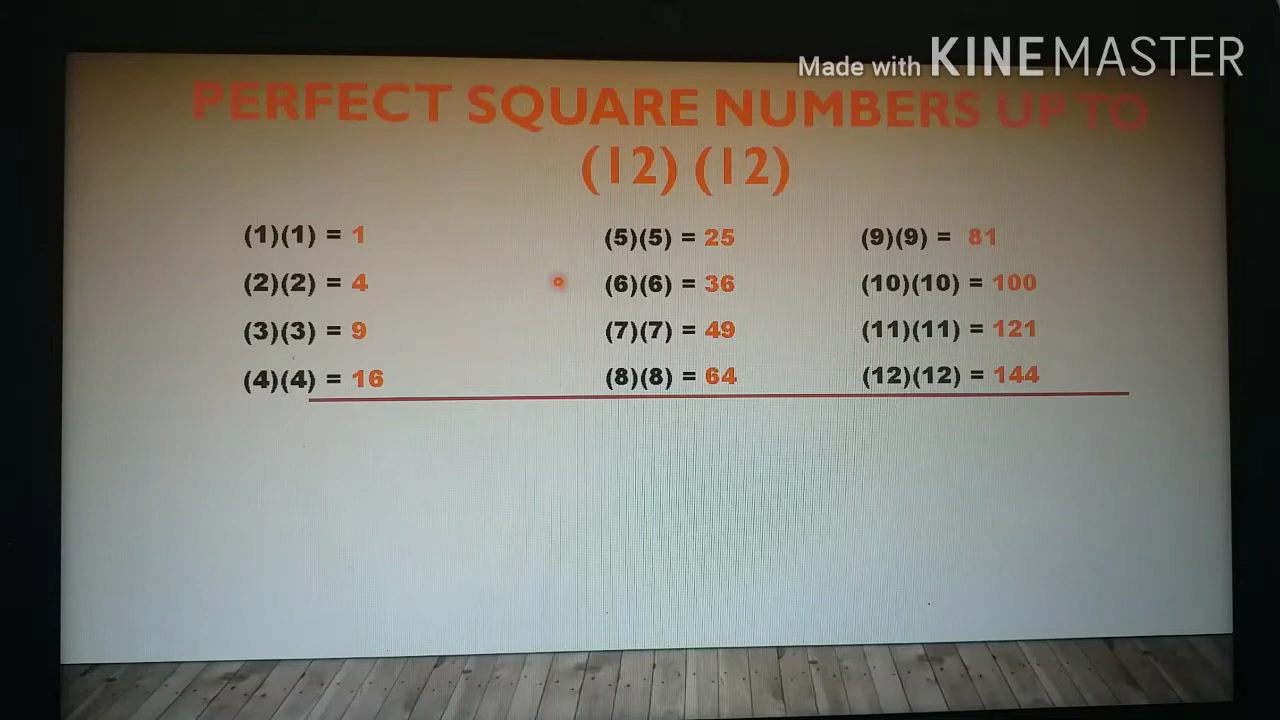 Made with KINEMASTER
PERFECT SQUARE NUMBERS UP TO
(12) (12)
(1)(1) = 1
(2)(2) = 4
(3)(3) = 9
(4)(4) = 16
(5)(5) = 25
(6)(6) = 36
(7)(7) = 49
(8)(8) = 64
(9)(9) = 81
(10)(10) = 100
(11)(11) = 121
(12)(12) = 144